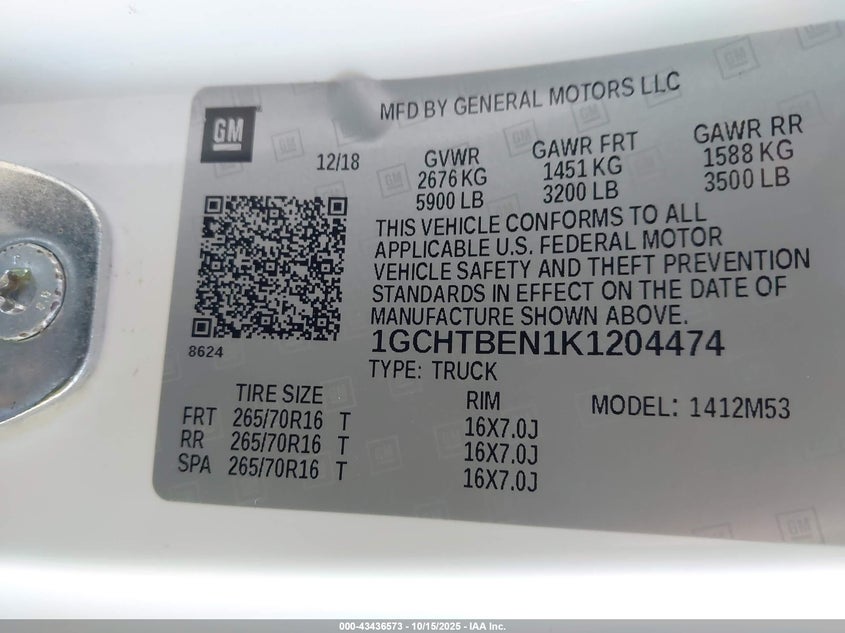 GM
MFD BY GENERAL MOTORS LLC
12/18
GVWR
2676 KG
5900 LB
GAWR FRT
1451 KG
3200 LB
GAWR RR
1588 KG
3500 LB
THIS VEHICLE CONFORMS TO ALL
APPLICABLE U.S. FEDERAL MOTOR
VEHICLE SAFETY AND THEFT PREVENTION
STANDARDS IN EFFECT ON THE DATE OF
MANUFACTURE SHOWN ABOVE.
8624
1GCHTBEN1K1204474
TYPE: TRUCK
TIRE SIZE
RIM
MODEL: 1412M53
FRT 265/70R16 T 16X7.0J
RR 265/70R16 T 16X7.0J
SPA 265/70R16 T 16X7.0J
000-43436573 - 10/15/2025 - IAA Inc.